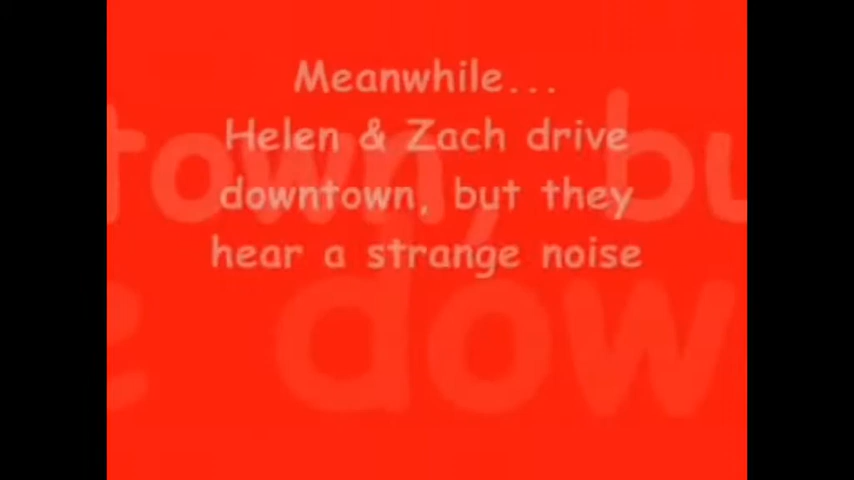 Meanwhile...
Helen & Zach drive
downtown, but they
hear a strange noise